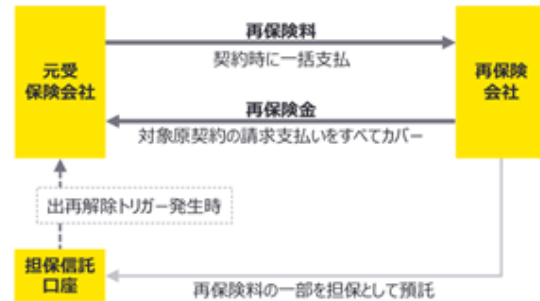 元受
保険会社
再保険料
契約時に一括支払
再保険
会社
再保険金
対象原契約の請求支払いをすべてカバー
出再解除トリガー発生時
担保信託
口座
再保険料の一部を担保として預託